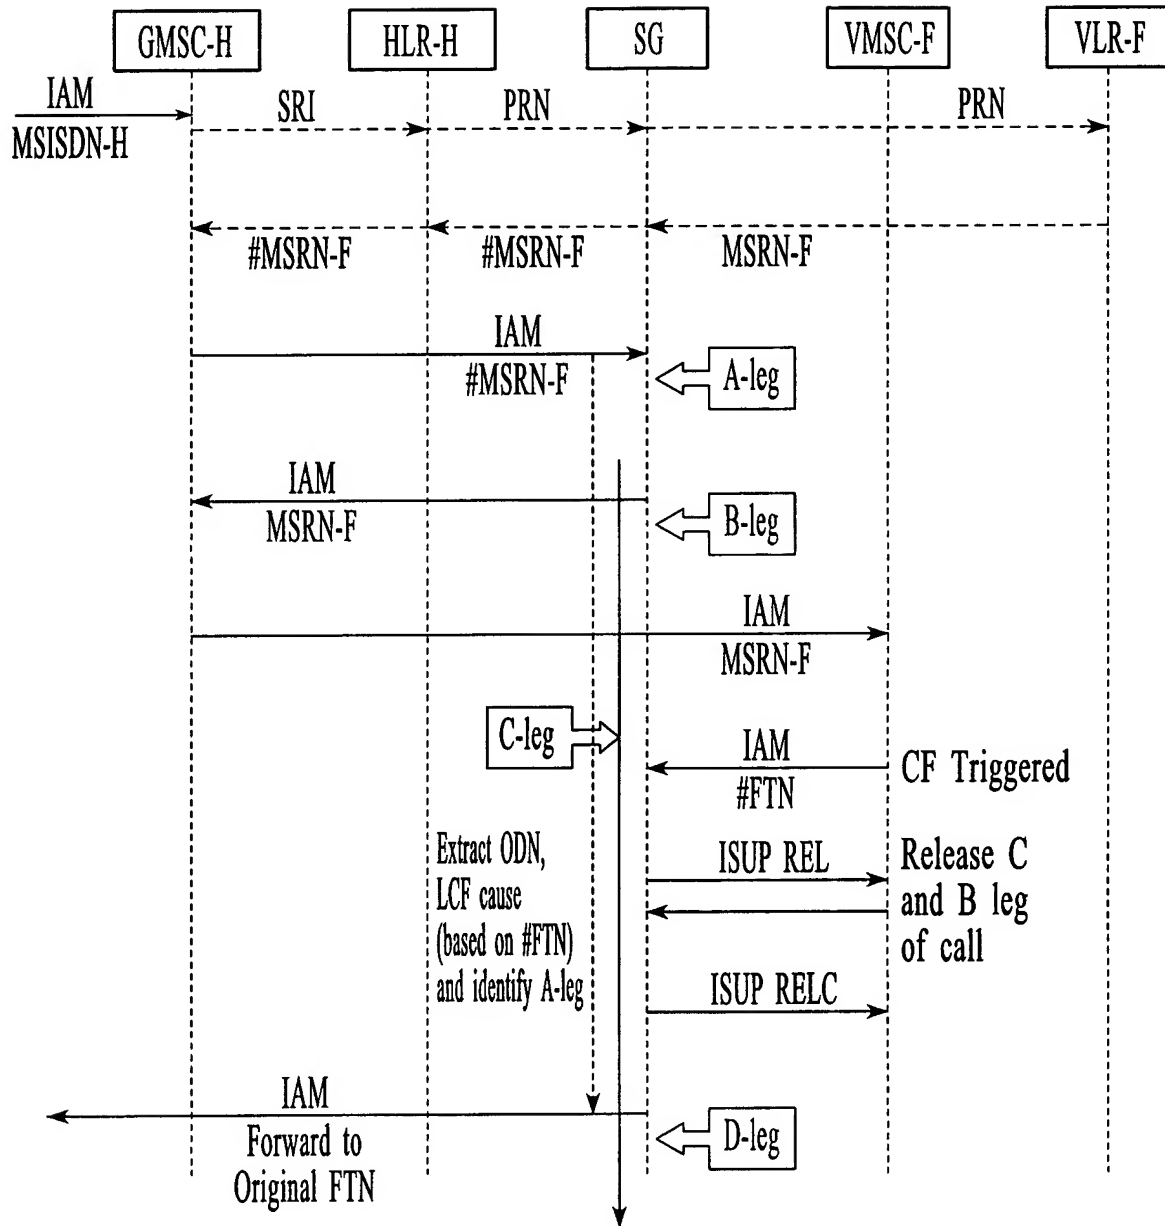 GMSC-H
HLR-H
SG
VMSC-F
VLR-F
IAM
MSISDN-H
SRI
PRN
PRN
#MSRN-F
#MSRN-F
MSRN-F
IAM
#MSRN-F
A-leg
IAM
MSRN-F
B-leg
IAM
MSRN-F
C-leg
IAM
#FTN
CF Triggered
Extract ODN,
LCF cause
(based on #FTN)
and identify A-leg
ISUP REL
Release C
and B leg
of call
ISUP RELC
IAM
Forward to
Original FTN
D-leg